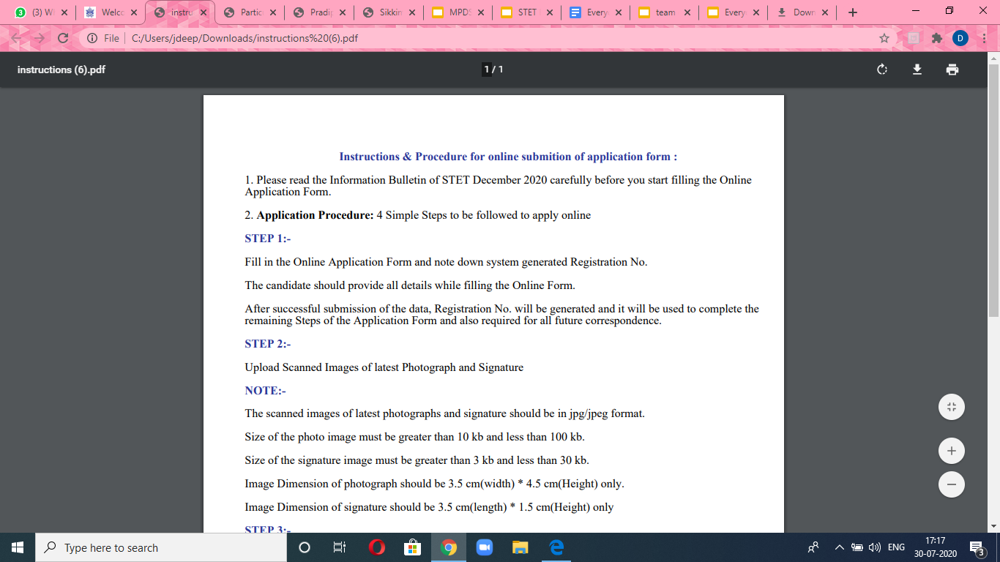 (3) W
Welco
instru
Partic
Pradi
Sikkin
MPDS
STET
Every
team
Every
Down
File
C:/Users/jdeep/Downloads/instructions%20(6).pdf
D
instructions (6).pdf
1 / 1
Instructions & Procedure for online submition of application form :
1. Please read the Information Bulletin of STET December 2020 carefully before you start filling the Online
Application Form.
2. Application Procedure: 4 Simple Steps to be followed to apply online
STEP 1:-
Fill in the Online Application Form and note down system generated Registration No.
The candidate should provide all details while filling the Online Form.
After successful submission of the data, Registration No. will be generated and it will be used to complete the
remaining Steps of the Application Form and also required for all future correspondence.
STEP 2:-
Upload Scanned Images of latest Photograph and Signature
NOTE:-
The scanned images of latest photographs and signature should be in jpg/jpeg format.
Size of the photo image must be greater than 10 kb and less than 100 kb.
Size of the signature image must be greater than 3 kb and less than 30 kb.
Image Dimension of photograph should be 3.5 cm(width) * 4.5 cm(Height) only.
Image Dimension of signature should be 3.5 cm(length) * 1.5 cm(Height) only
STEP 3:-
Type here to search
ENG
17:17
30-07-2020
3